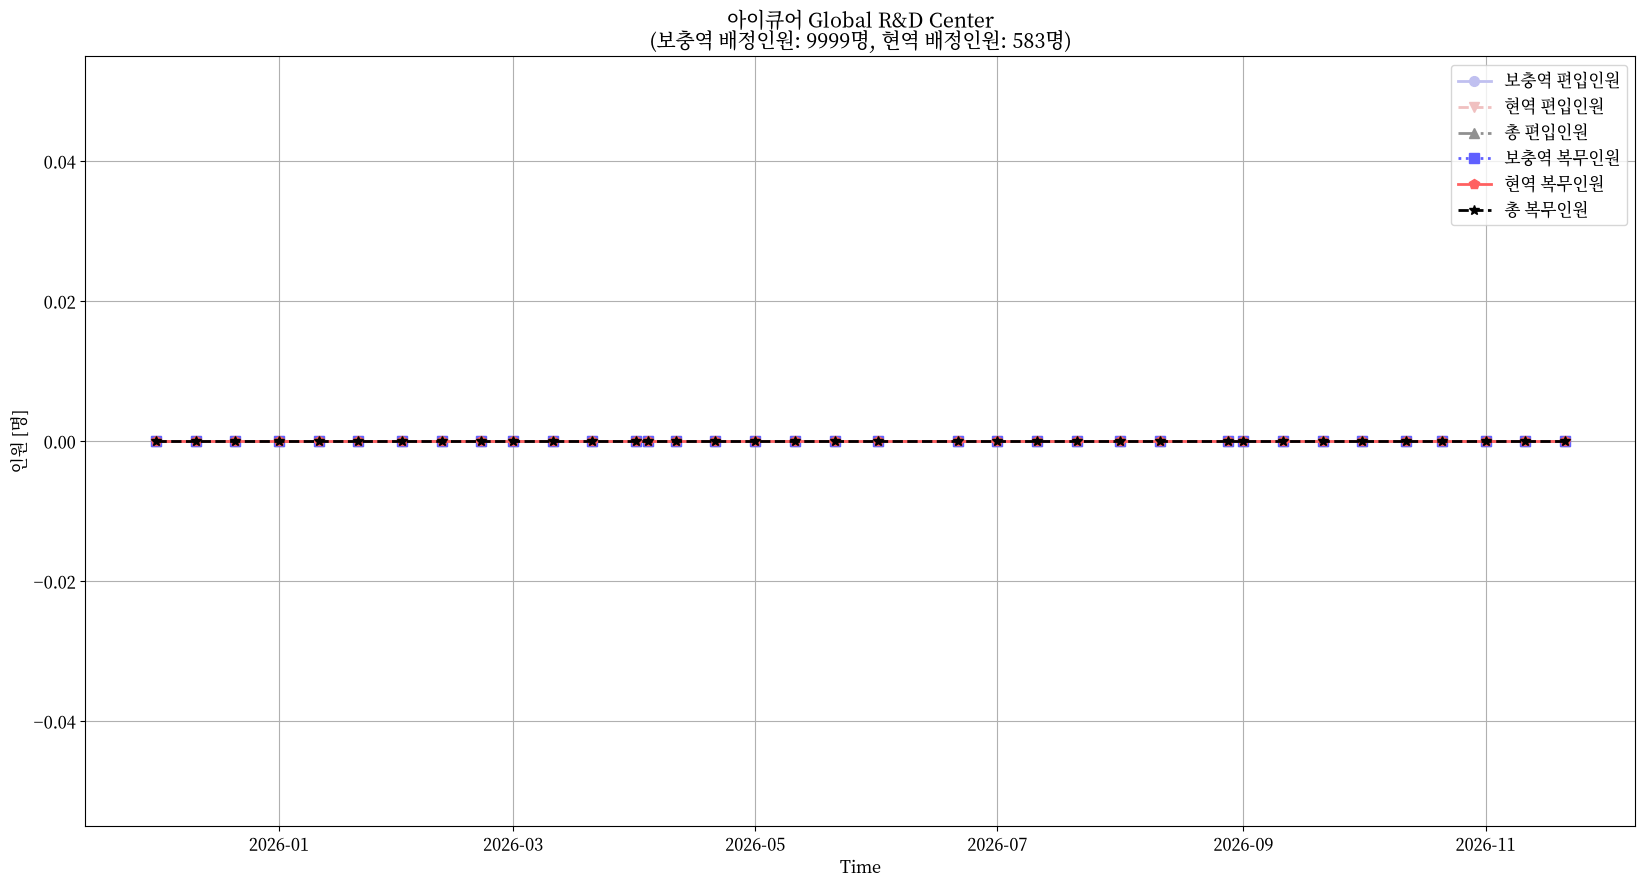 아이큐어 Global R&D Center
(보충역 배정인원: 9999명, 현역 배정인원: 583명)
보충역 편입인원
현역 편입인원
총 편입인원
보충역 복무인원
현역 복무인원
총 복무인원
인원 [명]
0.04
0.02
0.00
−0.02
−0.04
2026-01
2026-03
2026-05
2026-07
2026-09
2026-11
Time